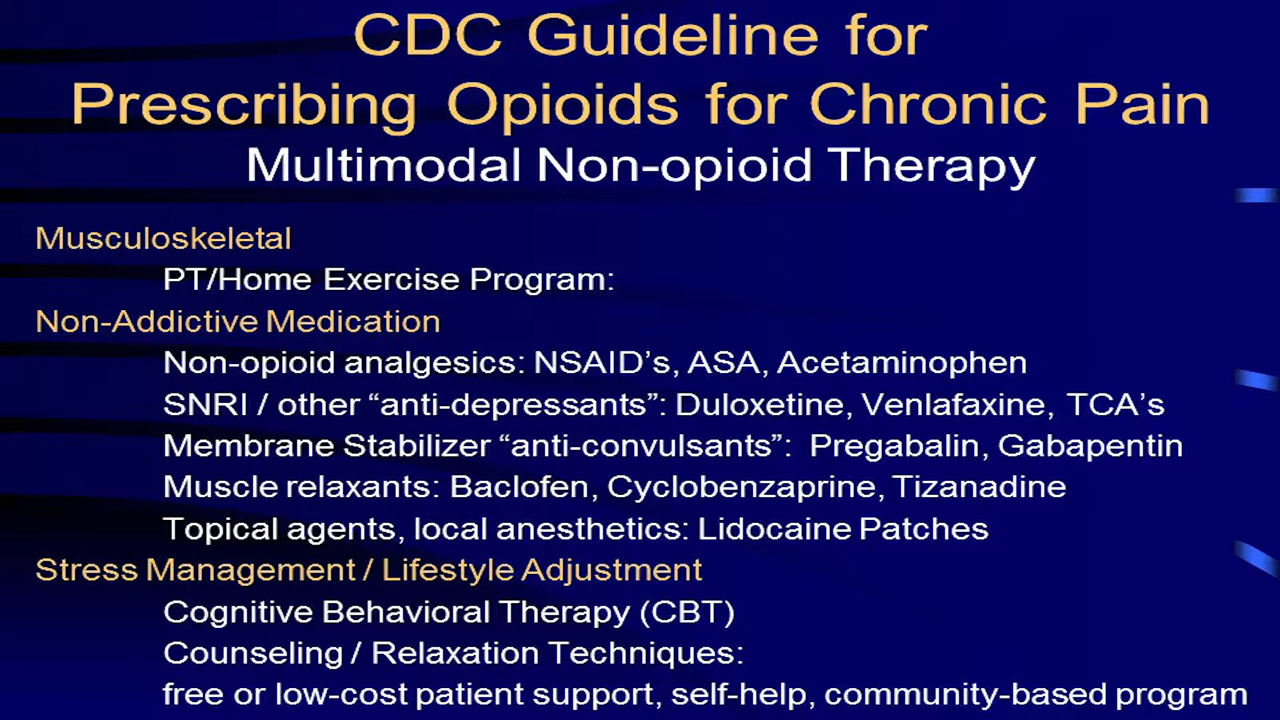 CDC Guideline for
Prescribing Opioids for Chronic Pain
Multimodal Non-opioid Therapy
Musculoskeletal
PT/Home Exercise Program:
Non-Addictive Medication
Non-opioid analgesics: NSAID's, ASA, Acetaminophen
SNRI / other “anti-depressants”: Duloxetine, Venlafaxine, TCA's
Membrane Stabilizer “anti-convulsants”: Pregabalin, Gabapentin
Muscle relaxants: Baclofen, Cyclobenzaprine, Tizanadine
Topical agents, local anesthetics: Lidocaine Patches
Stress Management / Lifestyle Adjustment
Cognitive Behavioral Therapy (CBT)
Counseling / Relaxation Techniques:
free or low-cost patient support, self-help, community-based program